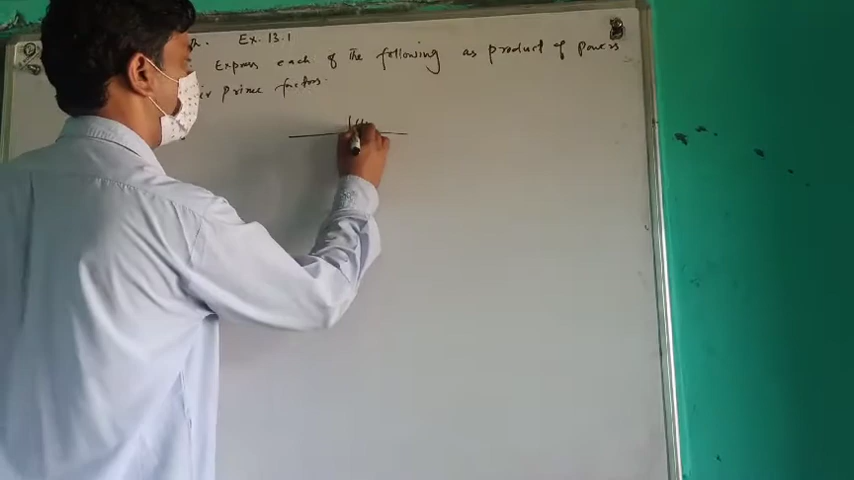 Ex. 13.1
Express each of the following as product of powers
prime factors.